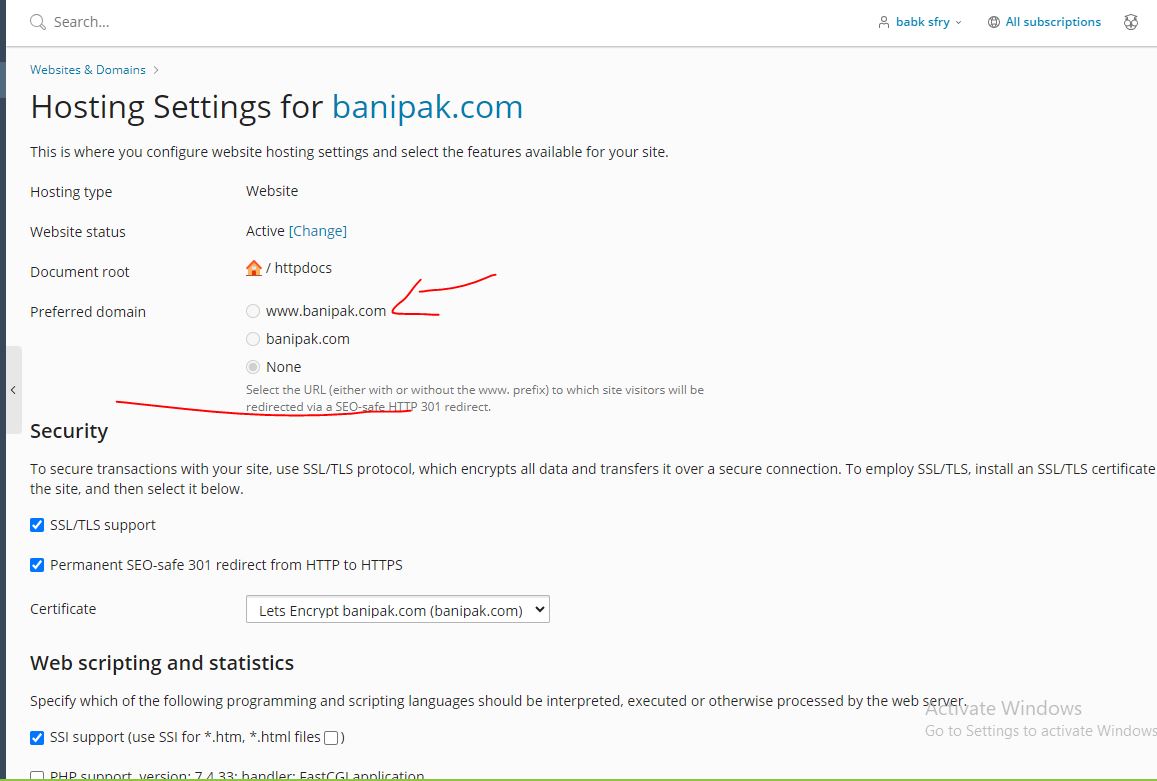 Search...
babk sfry
All subscriptions
Websites & Domains >
Hosting Settings for banipak.com
This is where you configure website hosting settings and select the features available for your site.
Hosting type Website
Website status Active [Change]
Document root / httpdocs
Preferred domain www.banipak.com
banipak.com
None
Select the URL (either with or without the www. prefix) to which site visitors will be
redirected via a SEO-safe HTTP 301 redirect.
Security
To secure transactions with your site, use SSL/TLS protocol, which encrypts all data and transfers it over a secure connection. To employ SSL/TLS, install an SSL/TLS certificate
the site, and then select it below.
SSL/TLS support
Permanent SEO-safe 301 redirect from HTTP to HTTPS
Certificate Lets Encrypt banipak.com (banipak.com)
Web scripting and statistics
Specify which of the following programming and scripting languages should be interpreted, executed or otherwise processed by the web server.
Activate Windows
Go to Settings to activate Windows
SSI support (use SSI for *.htm, *.html files )
PHP support, version: 7.4.33; handler: FastCGI application